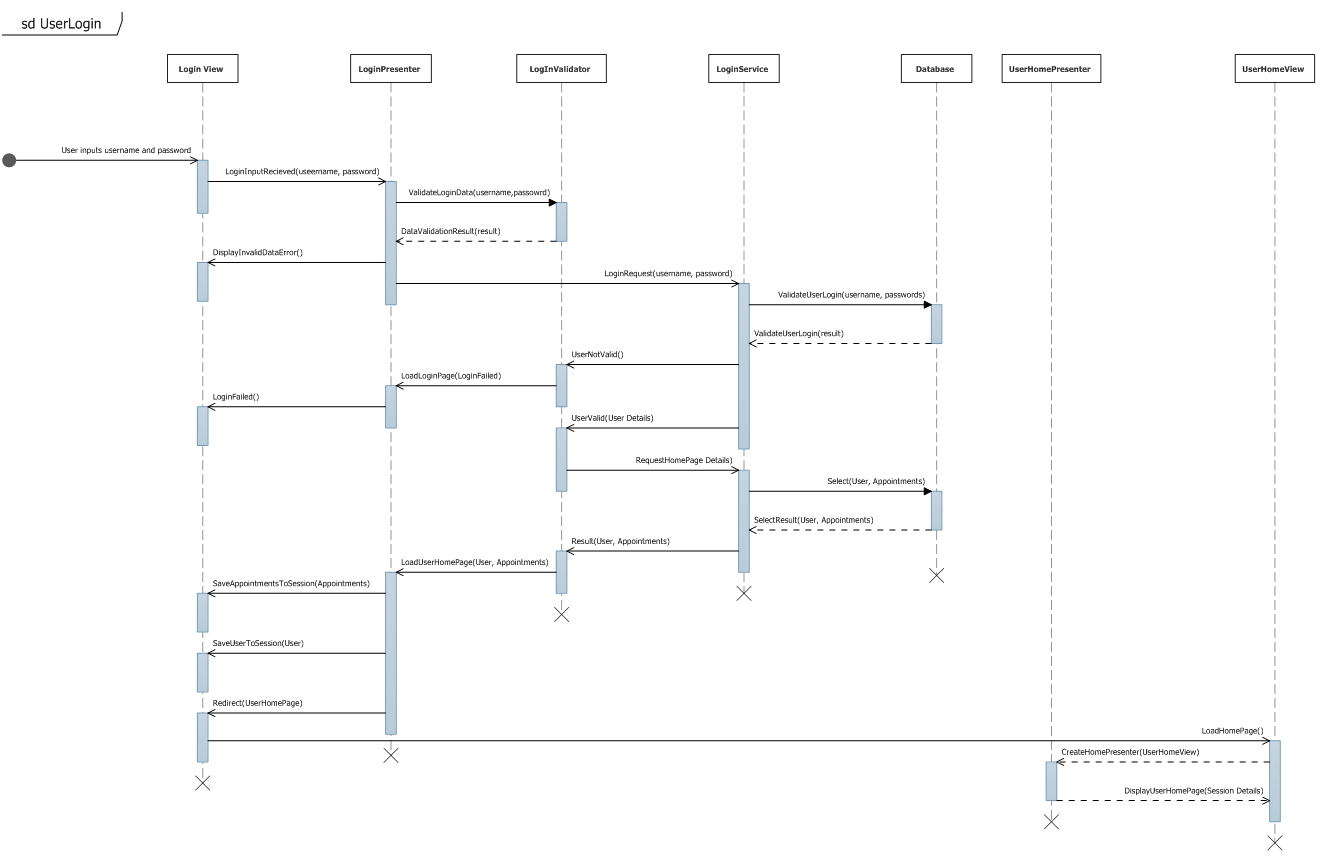 sd UserLogin
Login View
LoginPresenter
LogInValidator
LoginService
Database
UserHomePresenter
UserHomeView
User inputs username and password
LoginInputRecieved(useername, password)
ValidateLoginData(username,passowrd)
DataValidationResult(result)
DisplayInvalidDataError()
LoginRequest(username, password)
ValidateUserLogin(username, passwords)
ValidateUserLogin(result)
UserNotValid()
LoadLoginPage(LoginFailed)
LoginFailed()
UserValid(User Details)
RequestHomePage Details)
Select(User, Appointments)
SelectResult(User, Appointments)
Result(User, Appointments)
LoadUserHomePage(User, Appointments)
SaveAppointmentsToSession(Appointments)
SaveUserToSession(User)
Redirect(UserHomePage)
LoadHomePage()
CreateHomePresenter(UserHomeView)
DisplayUserHomePage(Session Details)